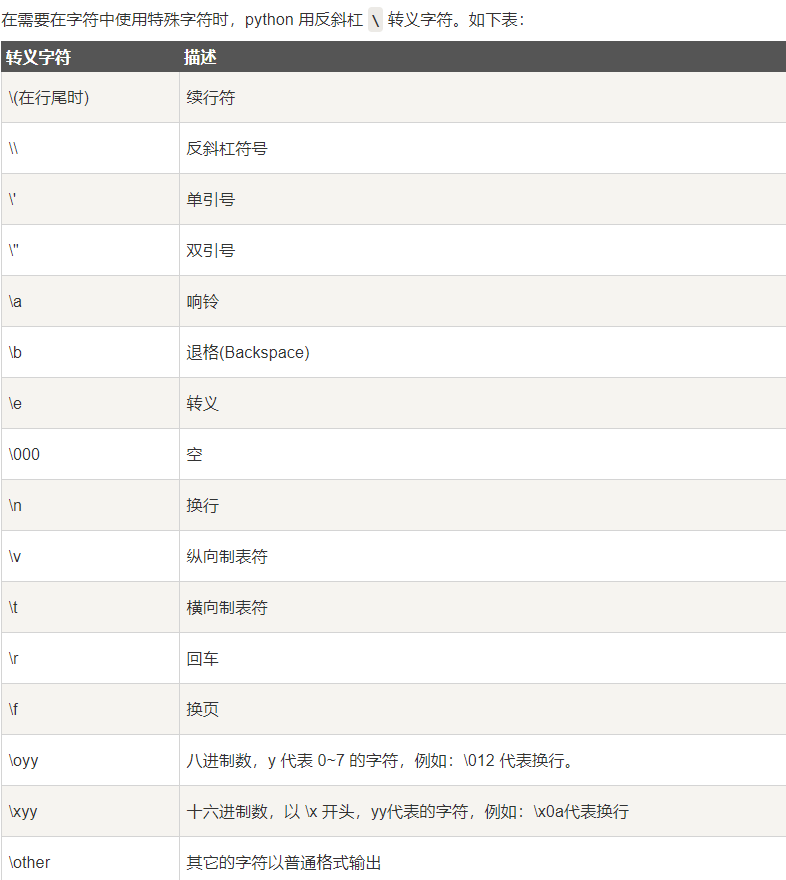 在需要在字符中使用特殊字符时，python 用反斜杠 \ 转义字符。如下表：
转义字符 描述
\(在行尾时) 续行符
\\ 反斜杠符号
\' 单引号
\" 双引号
\a 响铃
\b 退格(Backspace)
\e 转义
\000 空
\n 换行
\v 纵向制表符
\t 横向制表符
\r 回车
\f 换页
\oyy 八进制数，y 代表 0~7 的字符，例如：\012 代表换行。
\xyy 十六进制数，以 \x 开头，yy代表的字符，例如：\x0a代表换行
\other 其它的字符以普通格式输出